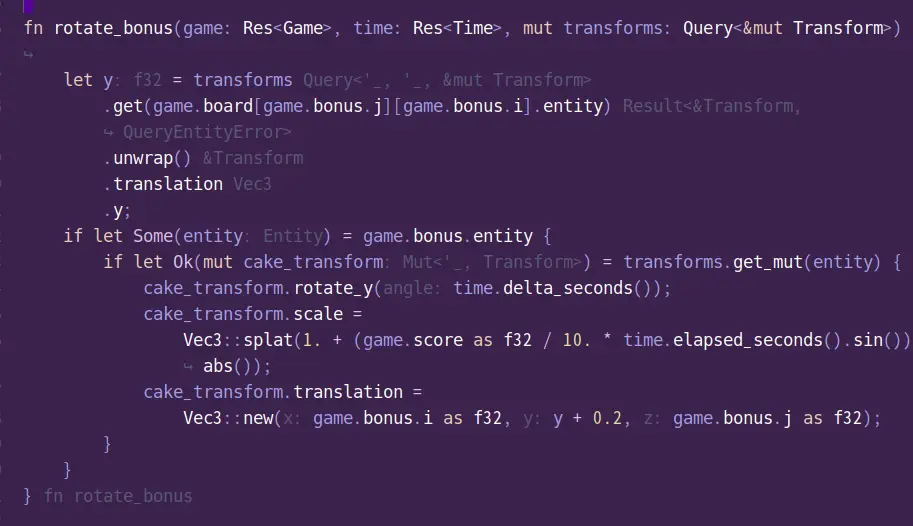 fn rotate_bonus(game: Res<Game>, time: Res<Time>, mut transforms: Query<&mut Transform>)
↪
let y: f32 = transforms Query<'_, '_, &mut Transform>
.get(game.board[game.bonus.j][game.bonus.i].entity) Result<&Transform,
↪ QueryEntityError>
.unwrap() &Transform
.translation Vec3
.y;
if let Some(entity: Entity) = game.bonus.entity {
if let Ok(mut cake_transform: Mut<'_, Transform>) = transforms.get_mut(entity) {
cake_transform.rotate_y(angle: time.delta_seconds());
cake_transform.scale =
Vec3::splat(1. + (game.score as f32 / 10. * time.elapsed_seconds().sin())
↪ abs());
cake_transform.translation =
Vec3::new(x: game.bonus.i as f32, y: y + 0.2, z: game.bonus.j as f32);
}
}
} fn rotate_bonus